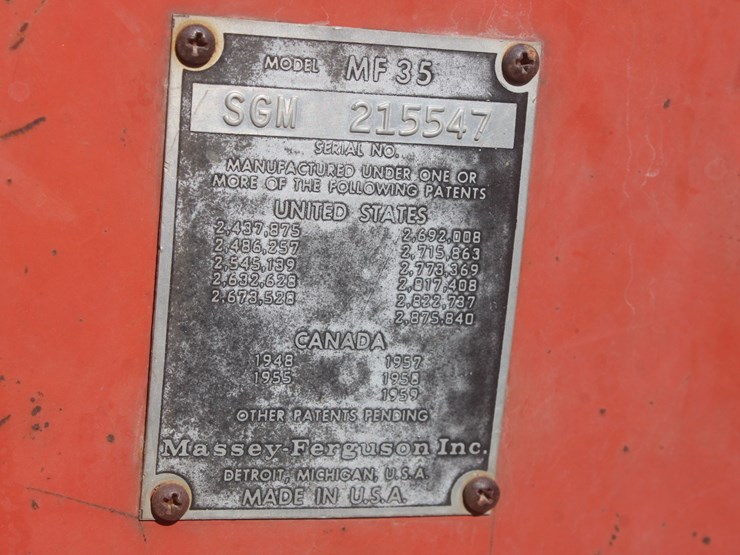 MODEL MF 35
SGM 215547
SERIAL NO.
MANUFACTURED UNDER ONE OR
MORE OF THE FOLLOWING PATENTS
UNITED STATES
2,437,875 2,692,008
2,486,257 2,715,863
2,545,139 2,773,369
2,632,628 2,817,408
2,673,528 2,822,737
2,875,840
CANADA
1948 1957
1955 1958
1959
OTHER PATENTS PENDING
Massey-Ferguson Inc.
DETROIT, MICHIGAN, U.S.A.
MADE IN U.S.A.